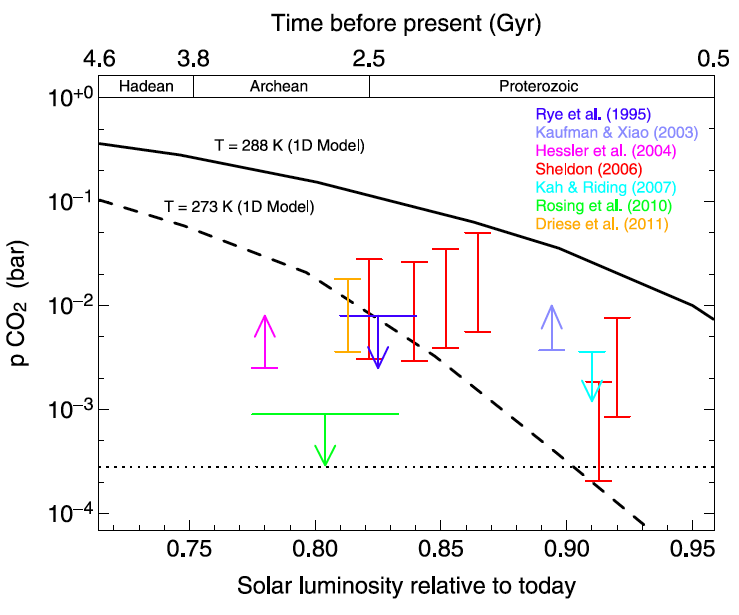 Time before present (Gyr)
4.6 3.8 2.5 0.5
Hadean Archean Proterozoic
10+0
10−1
10−2
10−3
10−4
p CO2 (bar)
T = 288 K (1D Model)
T = 273 K (1D Model)
Rye et al. (1995)
Kaufman & Xiao (2003)
Hessler et al. (2004)
Sheldon (2006)
Kah & Riding (2007)
Rosing et al. (2010)
Driese et al. (2011)
0.75 0.80 0.85 0.90 0.95
Solar luminosity relative to today